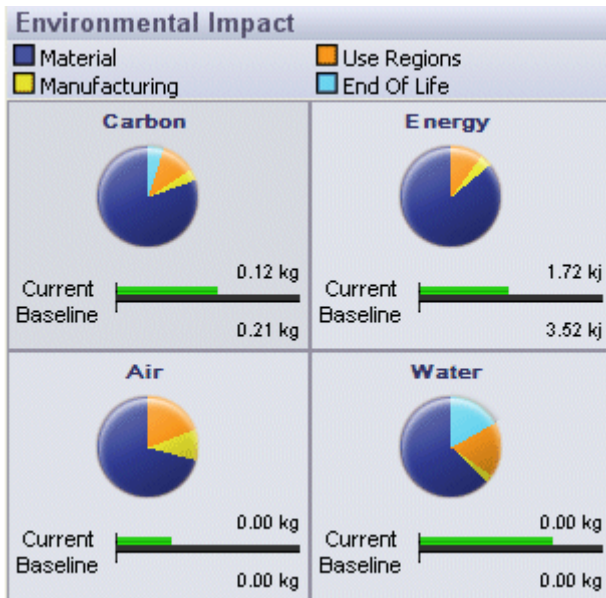 Environmental Impact
Material
Use Regions
Manufacturing
End Of Life
Carbon
0.12 kg
Current
Baseline
0.21 kg
Energy
1.72 kj
Current
Baseline
3.52 kj
Air
0.00 kg
Current
Baseline
0.00 kg
Water
0.00 kg
Current
Baseline
0.00 kg